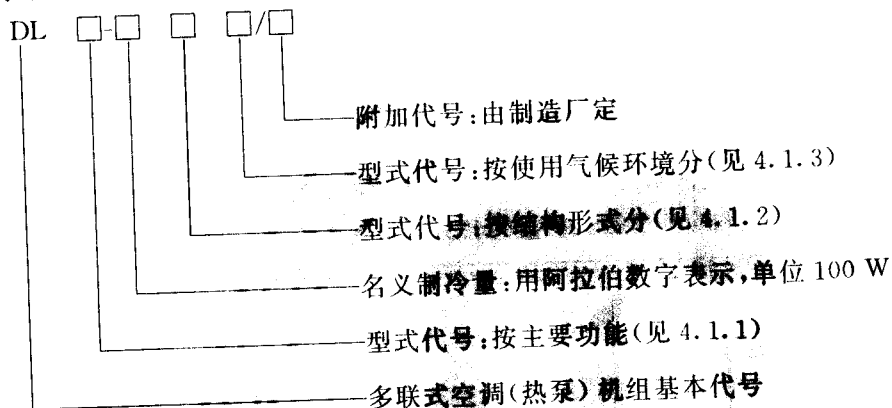 DL □-□ □ □/□
附加代号:由制造厂定
型式代号:按使用气候环境分(见 4.1.3)
型式代号:按结构形式分(见 4.1.2)
名义制冷量:用阿拉伯数字表示,单位 100 W
型式代号:按主要功能(见 4.1.1)
多联式空调(热泵)机组基本代号